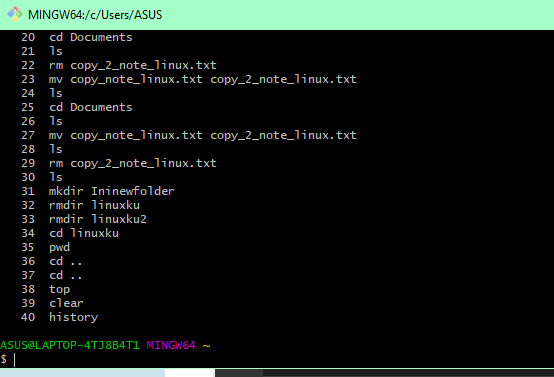 MINGW64:/c/Users/ASUS
20 cd Documents
21 ls
22 rm copy_2_note_linux.txt
23 mv copy_note_linux.txt copy_2_note_linux.txt
24 ls
25 cd Documents
26 ls
27 mv copy_note_linux.txt copy_2_note_linux.txt
28 ls
29 rm copy_2_note_linux.txt
30 ls
31 mkdir Ininewfolder
32 rmdir linuxku
33 rmdir linuxku2
34 cd linuxku
35 pwd
36 cd ..
37 cd ..
38 top
39 clear
40 history
ASUS@LAPTOP-4TJ8B4T1 MINGW64 ~
$